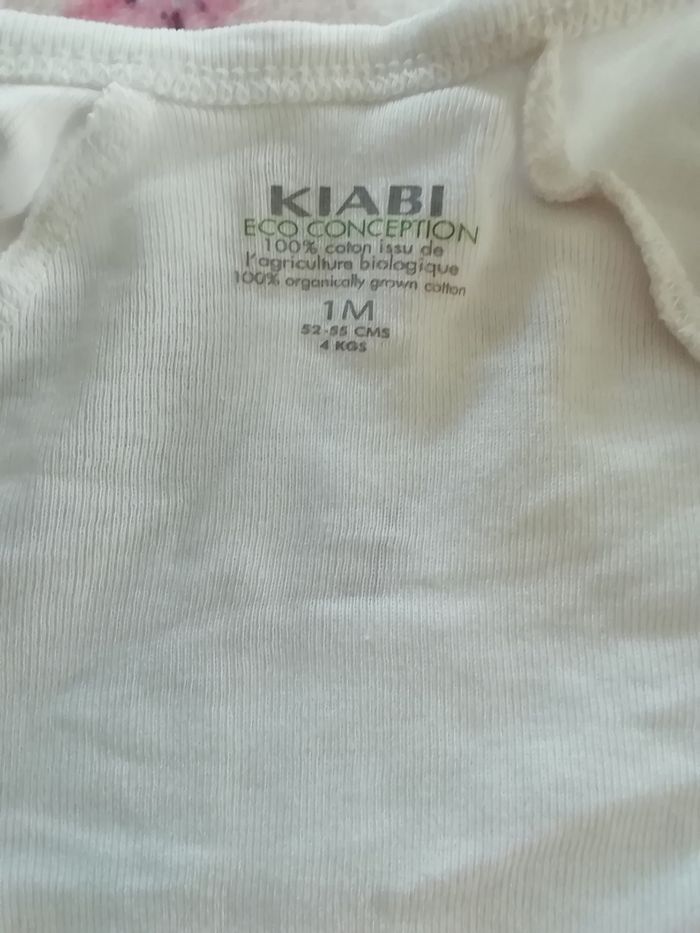 KIABI
ECO CONCEPTION
100% coton issu de
l'agriculture biologique
100% organically grown cotton
1M
52-55 CMS
4 KGS